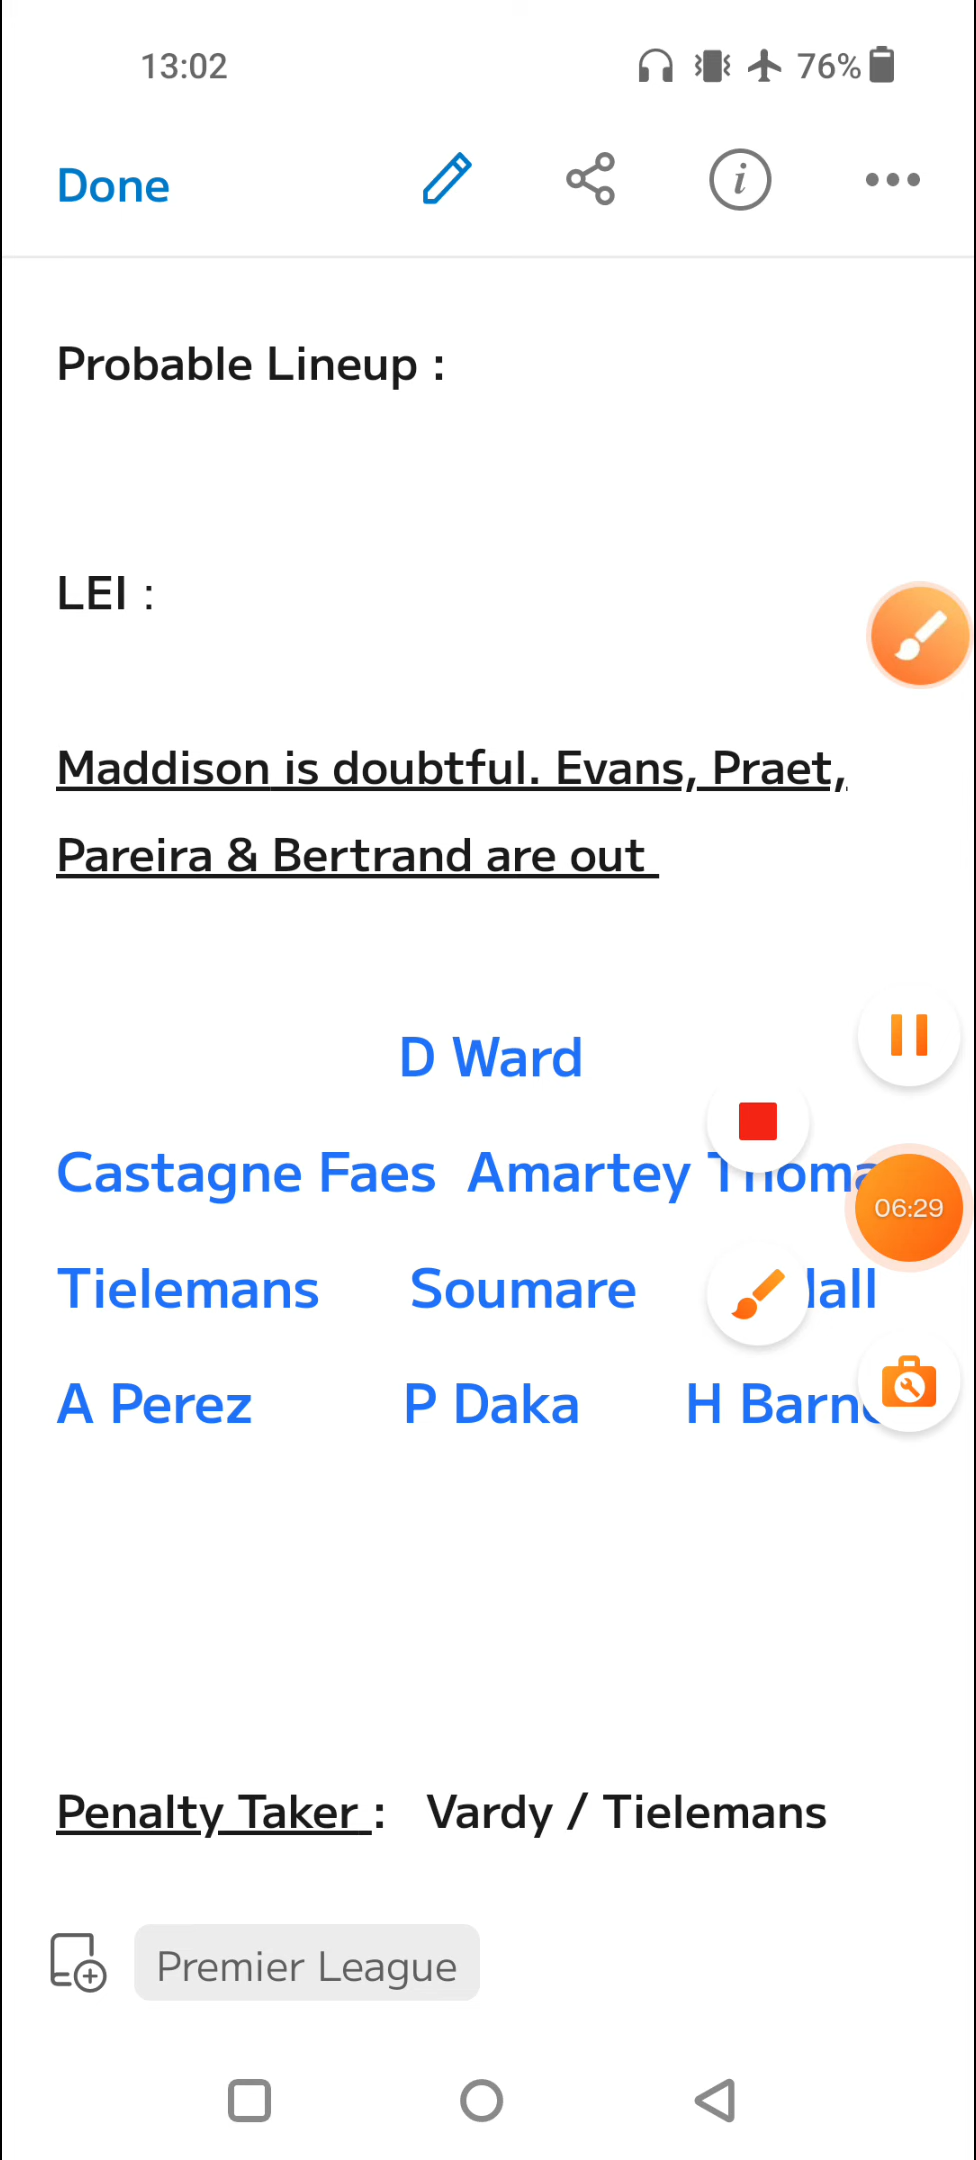 13:02 76%
Done
Probable Lineup :
LEI :
Maddison is doubtful. Evans, Praet,
Pareira & Bertrand are out
D Ward
Castagne Faes Amartey
06:29
Tielemans Soumare
A Perez P Daka H
Penalty Taker : Vardy / Tielemans
Premier League